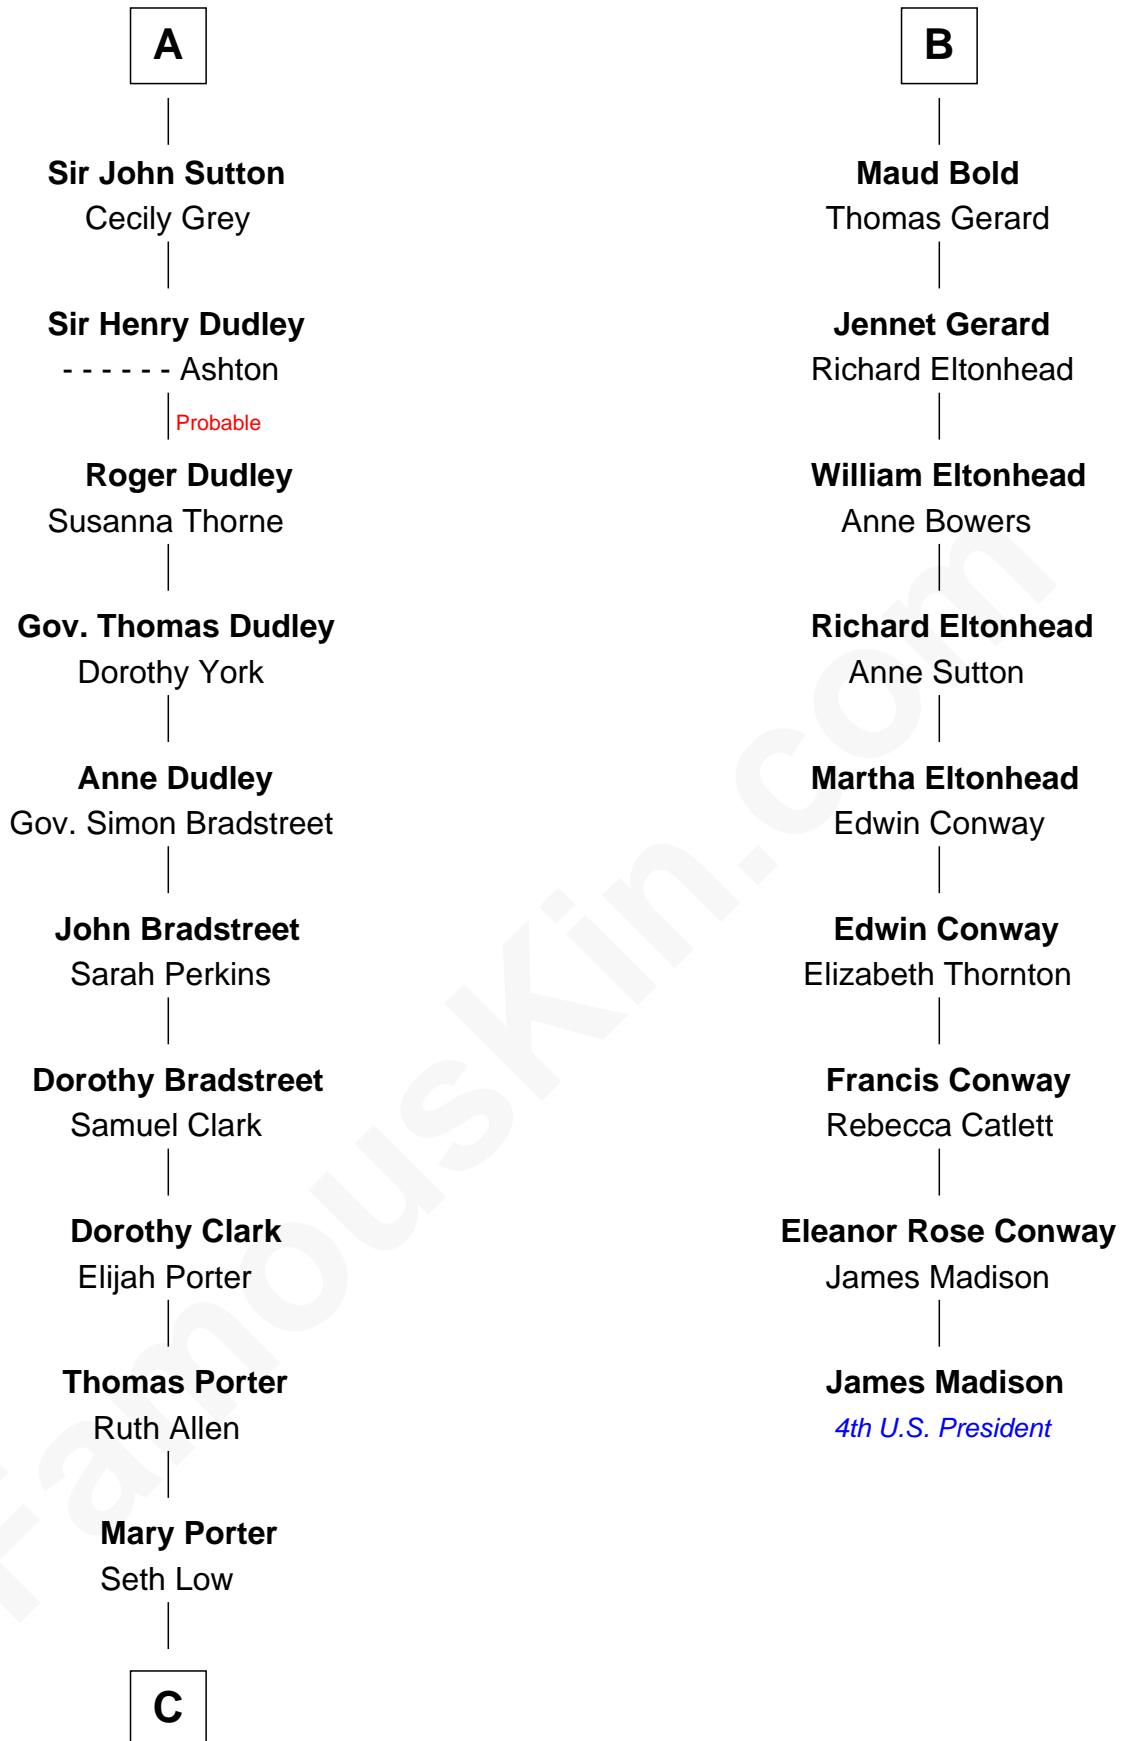 A
Sir John Sutton
Cecily Grey
Sir Henry Dudley
- - - - - - Ashton
Probable
Roger Dudley
Susanna Thorne
Gov. Thomas Dudley
Dorothy York
Anne Dudley
Gov. Simon Bradstreet
John Bradstreet
Sarah Perkins
Dorothy Bradstreet
Samuel Clark
Dorothy Clark
Elijah Porter
Thomas Porter
Ruth Allen
Mary Porter
Seth Low
C
B
Maud Bold
Thomas Gerard
Jennet Gerard
Richard Eltonhead
William Eltonhead
Anne Bowers
Richard Eltonhead
Anne Sutton
Martha Eltonhead
Edwin Conway
Edwin Conway
Elizabeth Thornton
Francis Conway
Rebecca Catlett
Eleanor Rose Conway
James Madison
James Madison
4th U.S. President
FamousKin.com